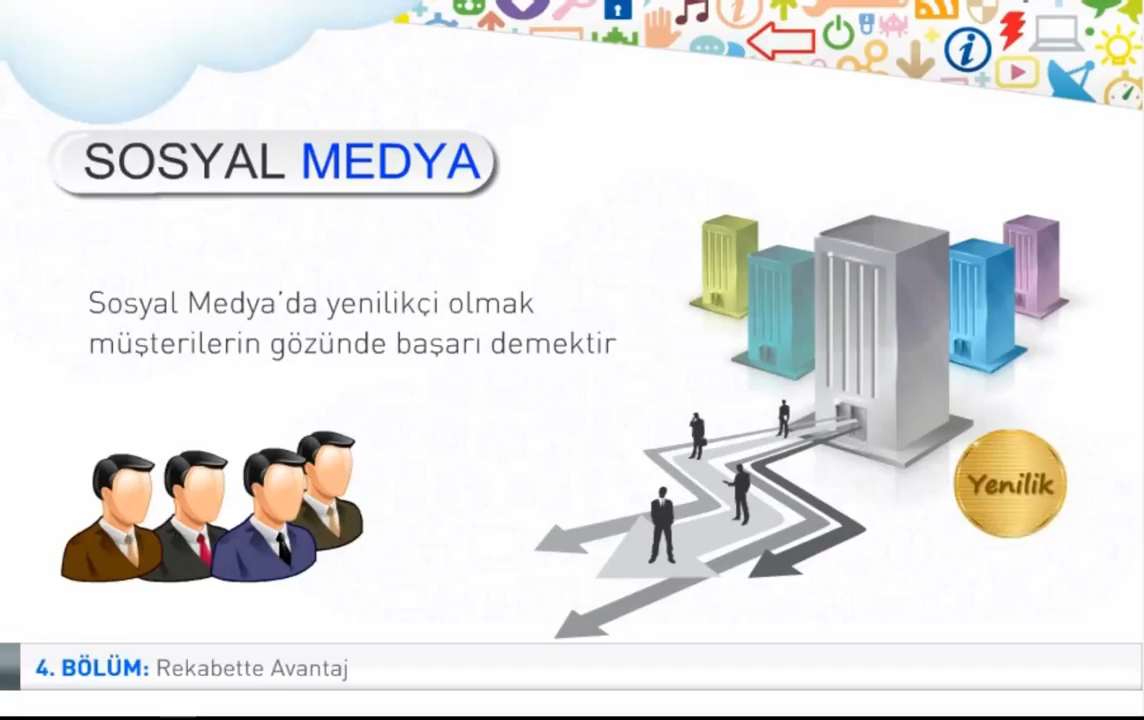 SOSYAL MEDYA
Sosyal Medya'da yenilikçi olmak
müşterilerin gözünde başarı demektir
Yenilik
4. BÖLÜM: Rekabette Avantaj